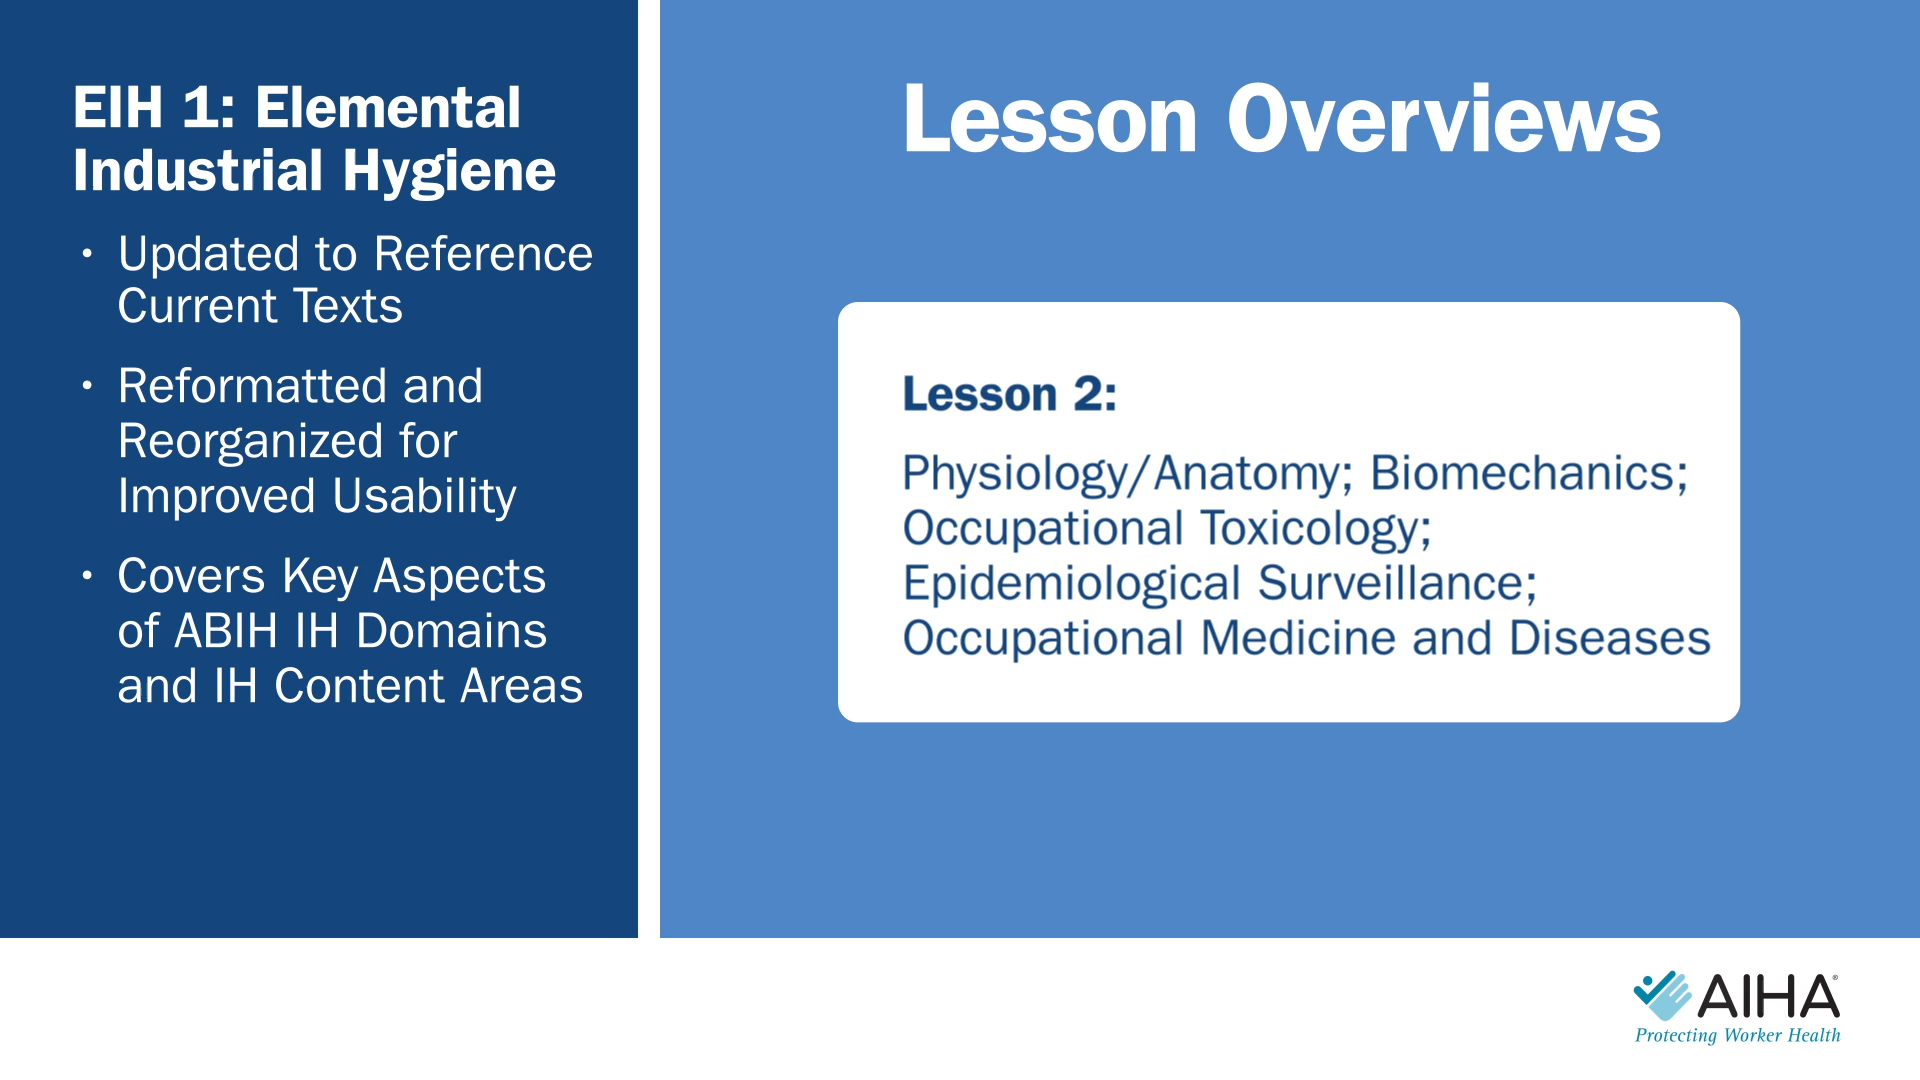 EIH 1: Elemental
Industrial Hygiene
• Updated to Reference
Current Texts
• Reformatted and
Reorganized for
Improved Usability
• Covers Key Aspects
of ABIH IH Domains
and IH Content Areas
Lesson Overviews
Lesson 2:
Physiology/Anatomy; Biomechanics;
Occupational Toxicology;
Epidemiological Surveillance;
Occupational Medicine and Diseases
AIHA®
Protecting Worker Health